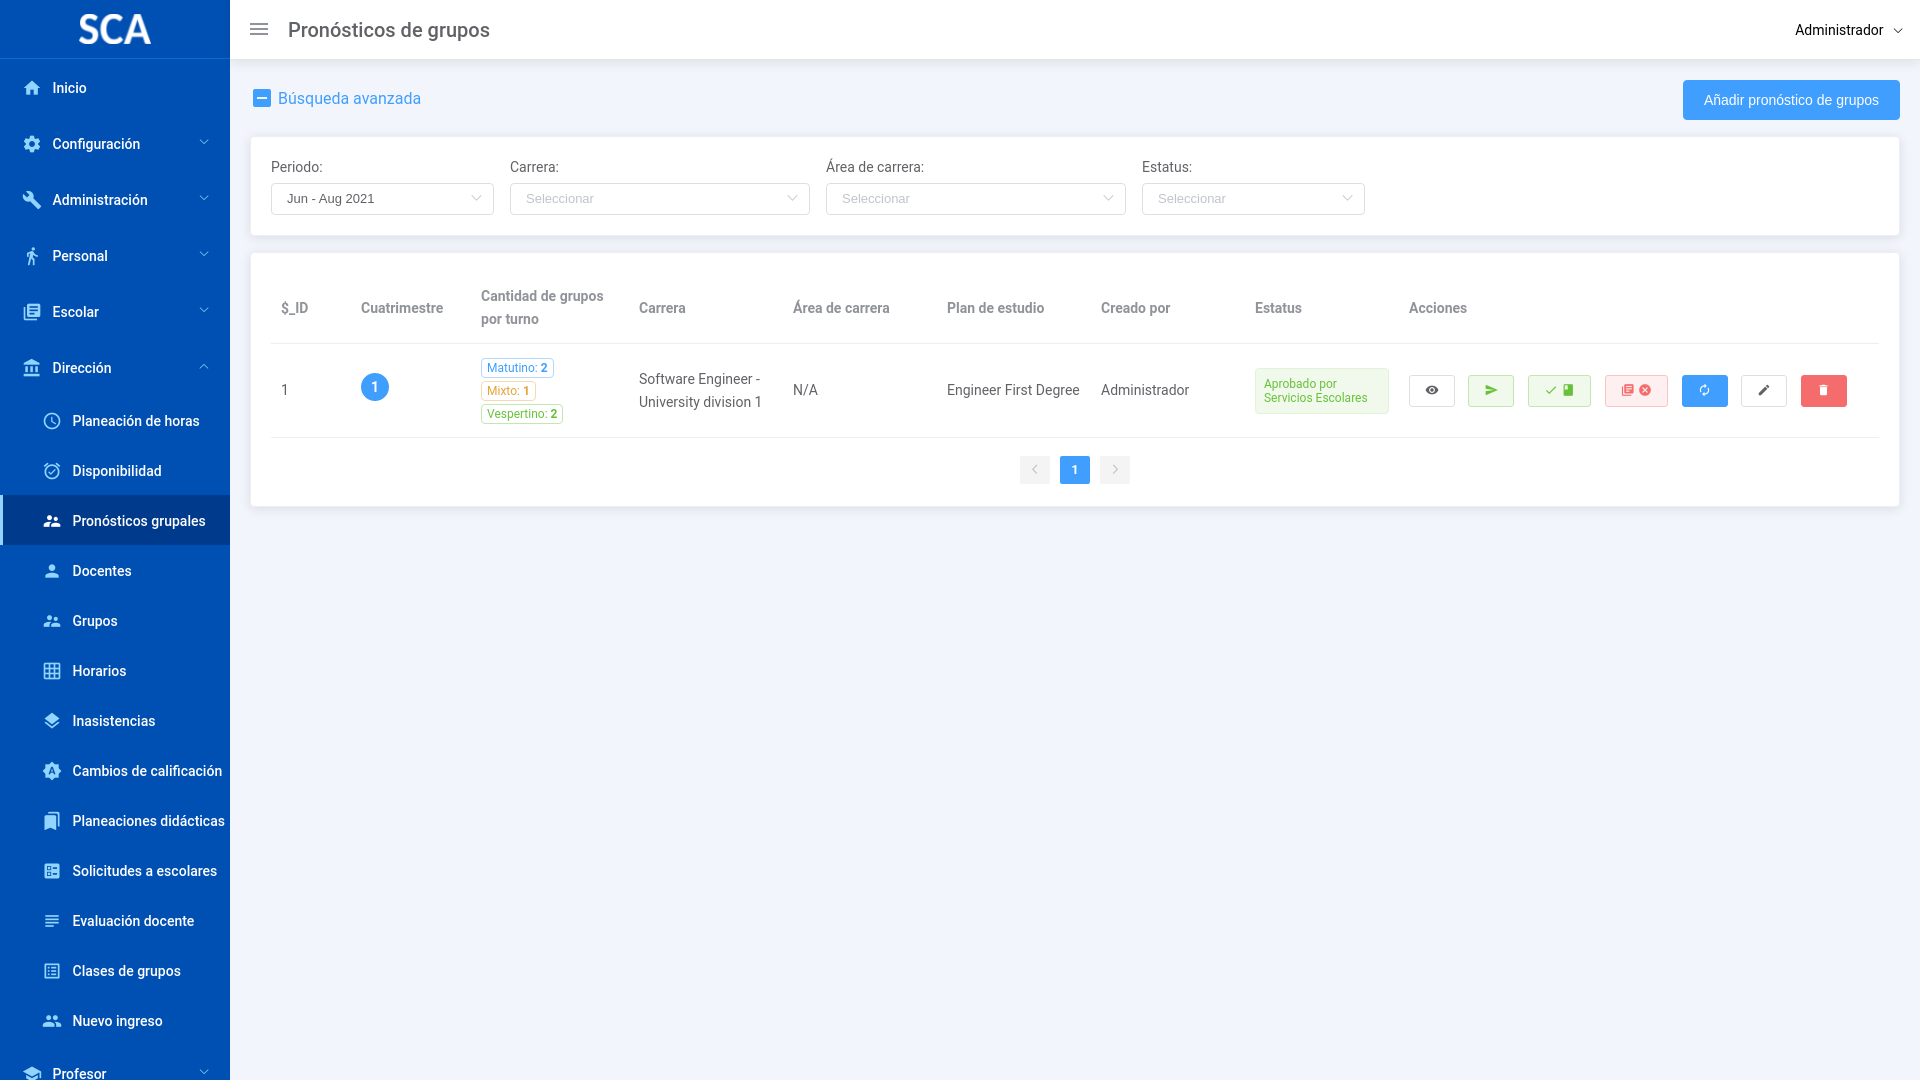 SCA
Pronósticos de grupos
Administrador
Inicio
Configuración
Administración
Personal
Escolar
Dirección
Planeación de horas
Disponibilidad
Pronósticos grupales
Docentes
Grupos
Horarios
Inasistencias
Cambios de calificación
Planeaciones didácticas
Solicitudes a escolares
Evaluación docente
Clases de grupos
Nuevo ingreso
Profesor
Búsqueda avanzada
Añadir pronóstico de grupos
Periodo:
Carrera:
Área de carrera:
Estatus:
Jun - Aug 2021
Seleccionar
Seleccionar
Seleccionar
$_ID
Cuatrimestre
Cantidad de grupos
por turno
Carrera
Área de carrera
Plan de estudio
Creado por
Estatus
Acciones
1
1
Matutino: 2
Mixto: 1
Vespertino: 2
Software Engineer -
University division 1
N/A
Engineer First Degree
Administrador
Aprobado por
Servicios Escolares
1